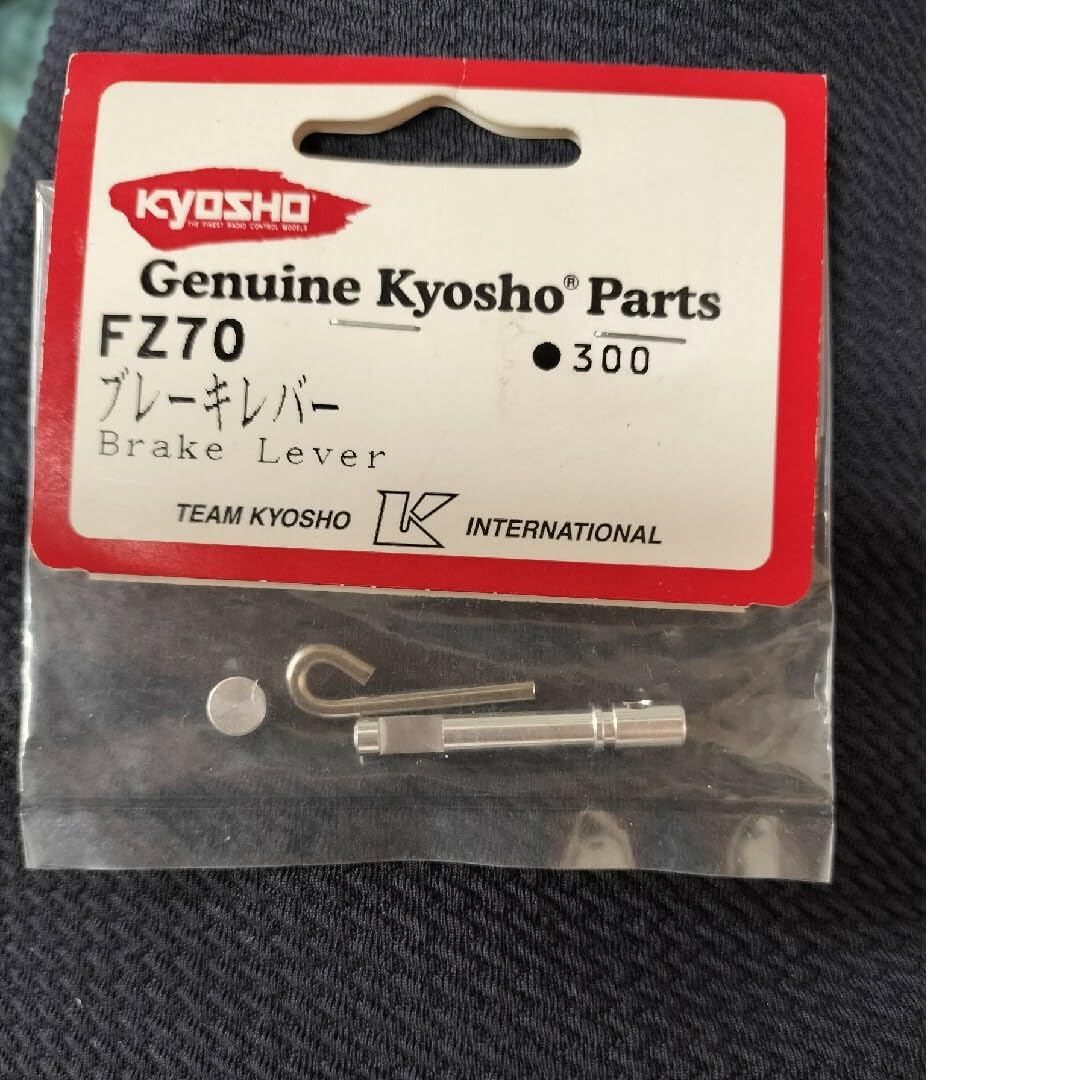 KYOSHO
THE FINEST RADIO CONTROL MODELS
Genuine Kyosho® Parts
FZ70
●300
ブレーキレバー
Brake Lever
TEAM KYOSHO K INTERNATIONAL